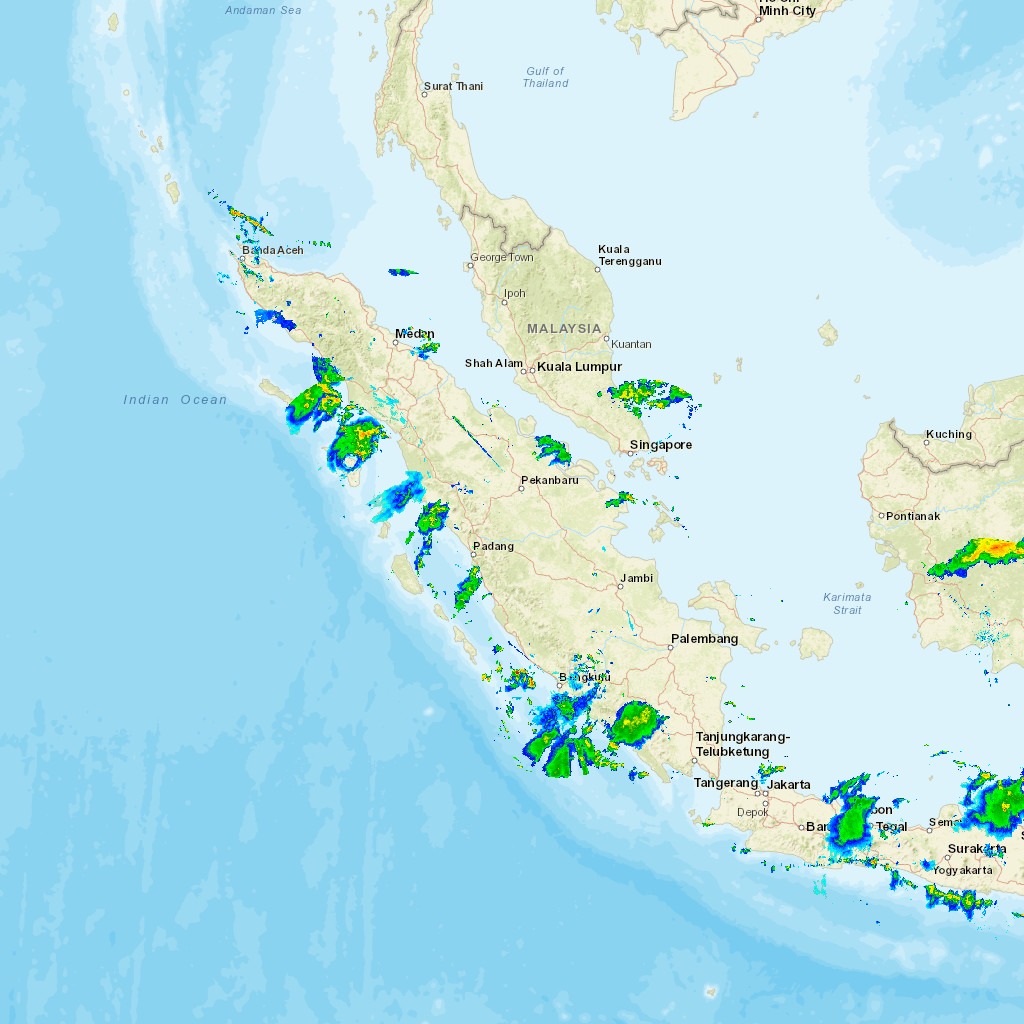 Andaman Sea
Minh City
Gulf of
Thailand
Surat Thani
Banda Aceh
George Town
Kuala
Terengganu
Ipoh
MALAYSIA
Medan
Kuantan
Shah Alam
Kuala Lumpur
Indian Ocean
Singapore
Kuching
Pekanbaru
Pontianak
Padang
Jambi
Karimata
Strait
Palembang
Bengkulu
Tanjungkarang-
Telubketung
Tangerang
Jakarta
Depok
Tegal
Surakarta
Yogyakarta